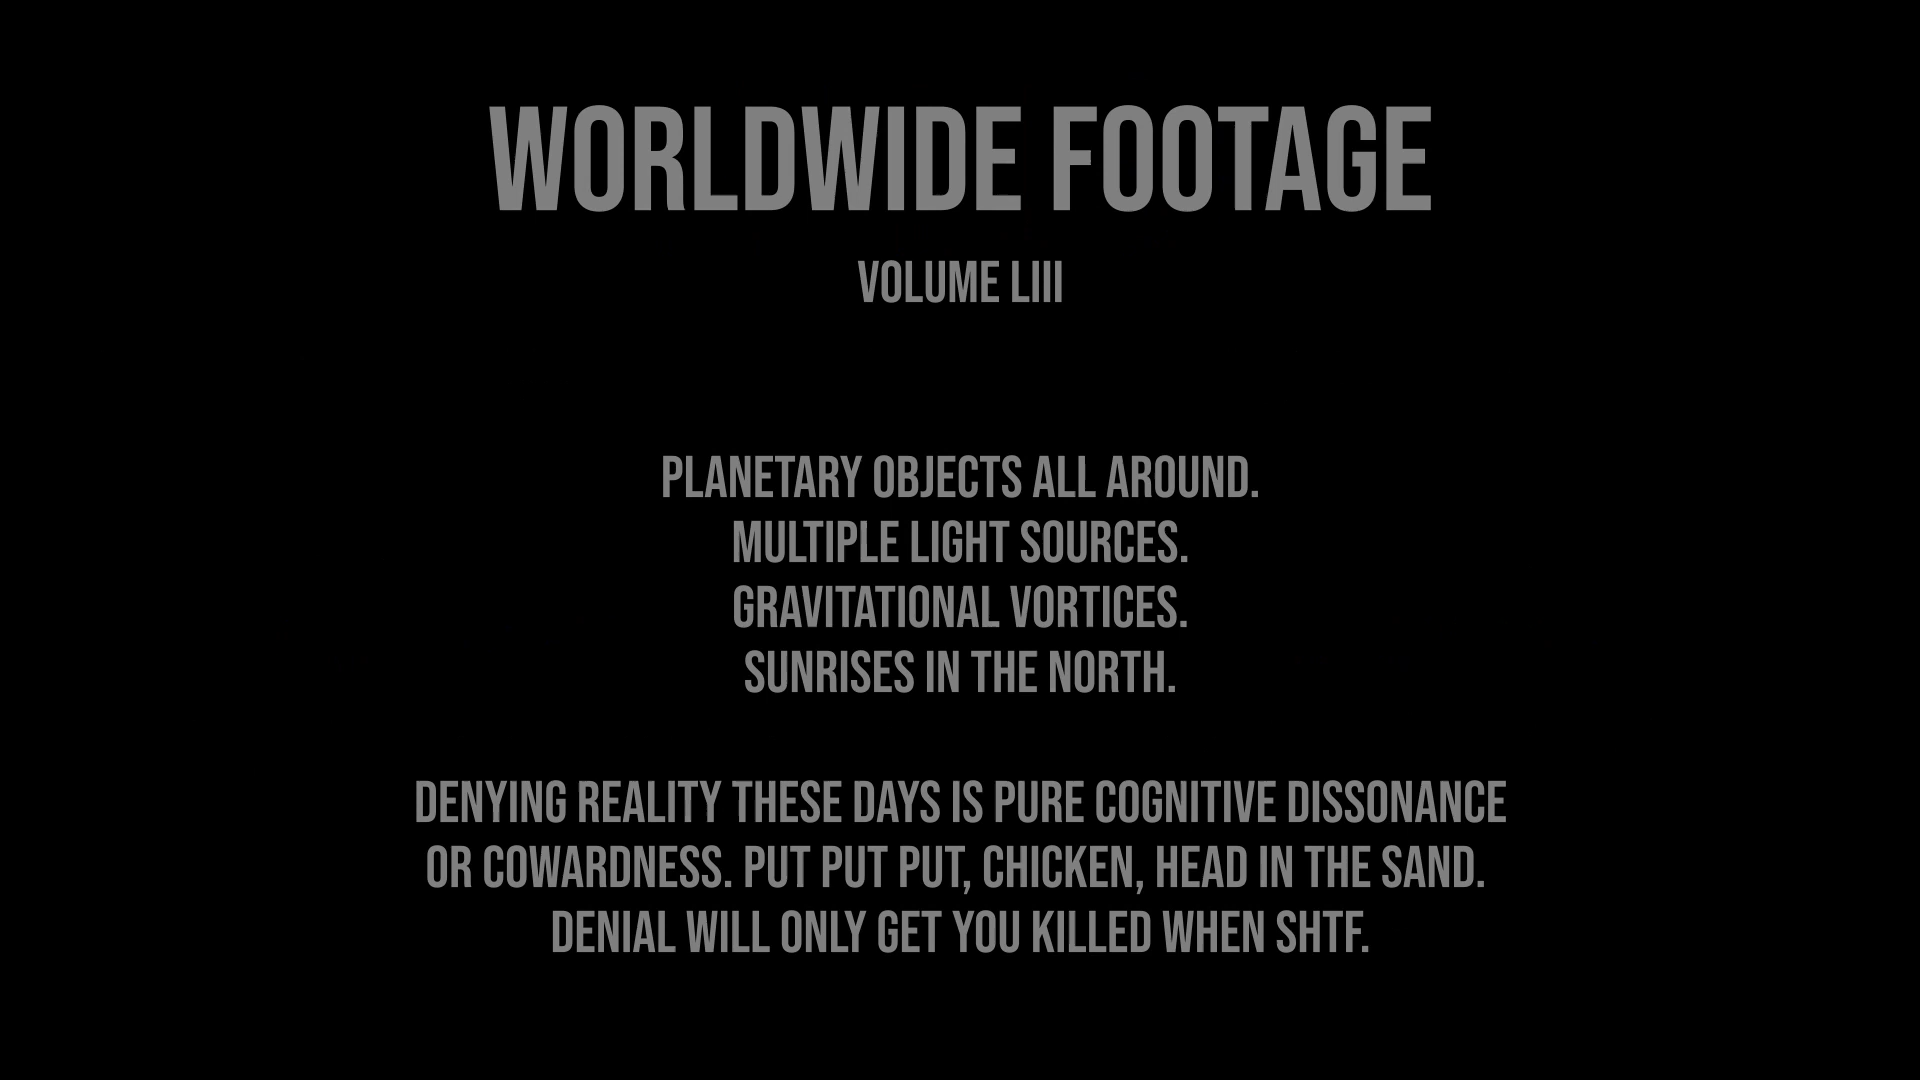 WORLDWIDE FOOTAGE
VOLUME LIII
PLANETARY OBJECTS ALL AROUND.
MULTIPLE LIGHT SOURCES.
GRAVITATIONAL VORTICES.
SUNRISES IN THE NORTH.
DENYING REALITY THESE DAYS IS PURE COGNITIVE DISSONANCE
OR COWARDNESS. PUT PUT PUT, CHICKEN, HEAD IN THE SAND.
DENIAL WILL ONLY GET YOU KILLED WHEN SHTF.